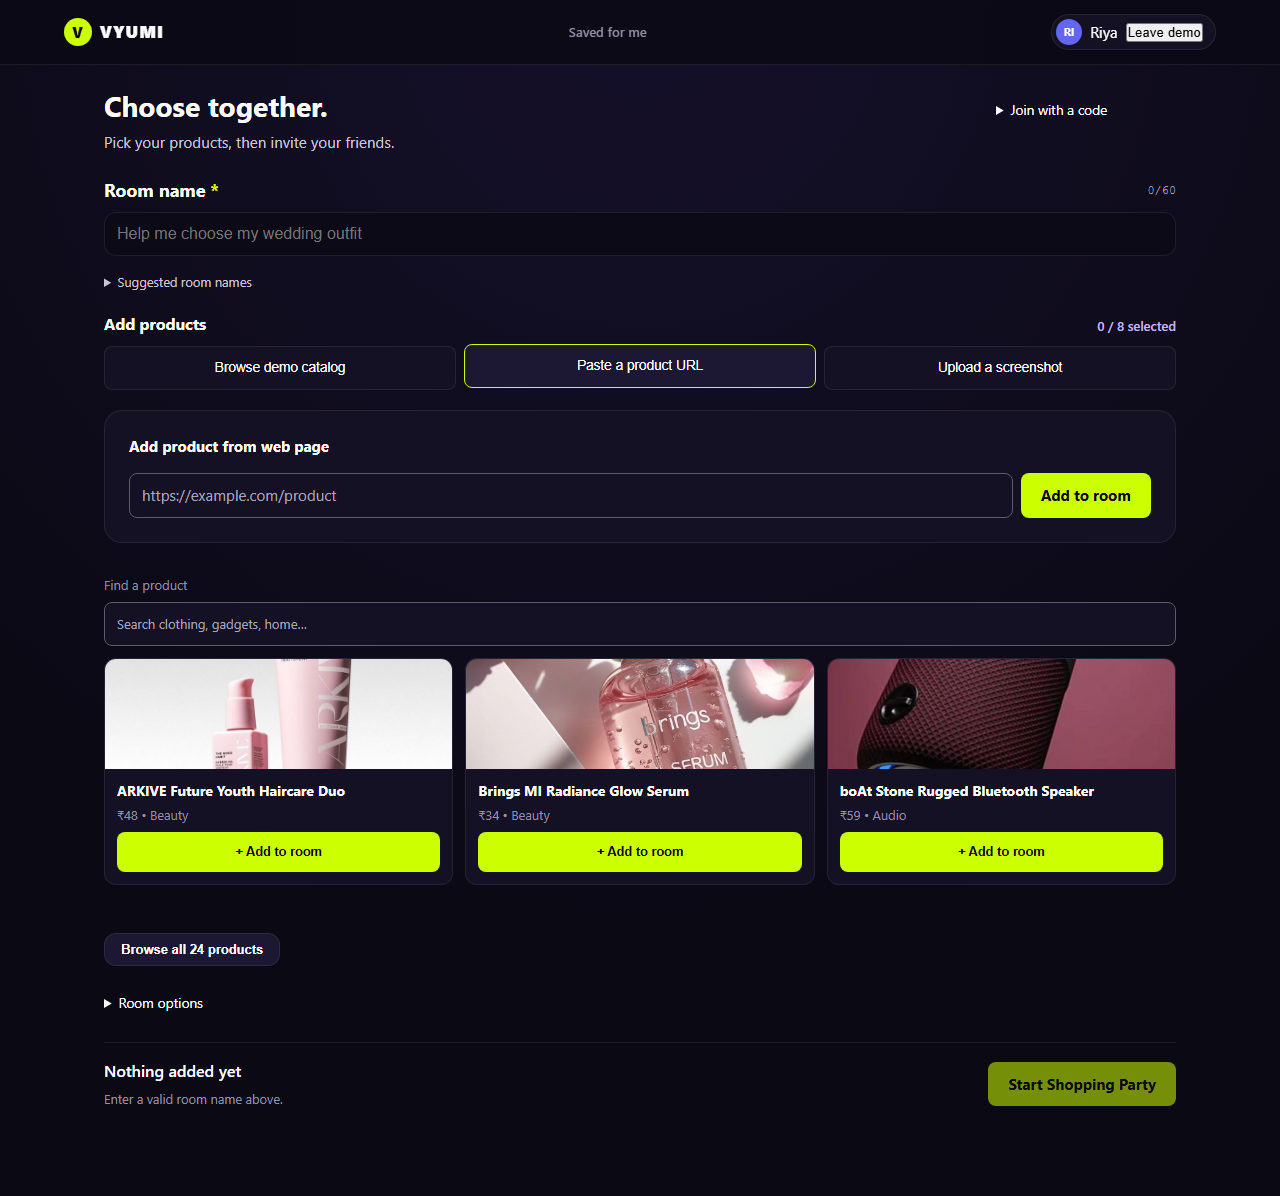 V VYUMI
Saved for me
RI Riya Leave demo
Choose together.
Join with a code
Pick your products, then invite your friends.
Room name *
0/60
Help me choose my wedding outfit
Suggested room names
Add products
0 / 8 selected
Browse demo catalog
Paste a product URL
Upload a screenshot
Add product from web page
https://example.com/product
Add to room
Find a product
Search clothing, gadgets, home...
ARKI
brings
SERUM
ARKIVE Future Youth Haircare Duo
₹48 • Beauty
+ Add to room
Brings MI Radiance Glow Serum
₹34 • Beauty
+ Add to room
boAt Stone Rugged Bluetooth Speaker
₹59 • Audio
+ Add to room
Browse all 24 products
Room options
Nothing added yet
Enter a valid room name above.
Start Shopping Party